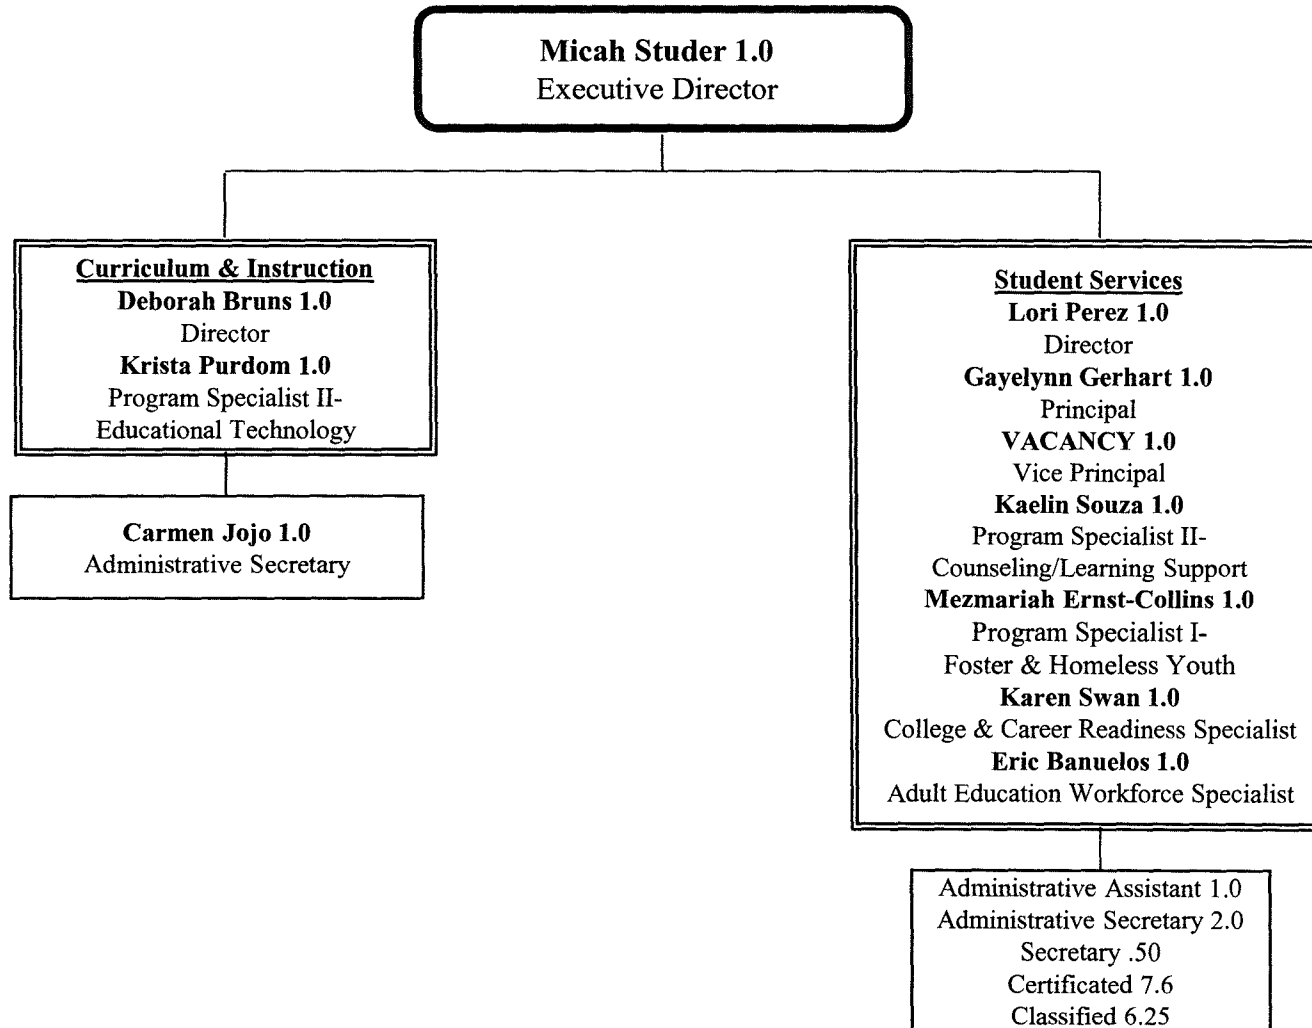 Micah Studer 1.0
Executive Director
Curriculum & Instruction
Deborah Bruns 1.0
Director
Krista Purdom 1.0
Program Specialist II-
Educational Technology
Carmen Jojo 1.0
Administrative Secretary
Student Services
Lori Perez 1.0
Director
Gayelynn Gerhart 1.0
Principal
VACANCY 1.0
Vice Principal
Kaelin Souza 1.0
Program Specialist II-
Counseling/Learning Support
Mezmariah Ernst-Collins 1.0
Program Specialist I-
Foster & Homeless Youth
Karen Swan 1.0
College & Career Readiness Specialist
Eric Banuelos 1.0
Adult Education Workforce Specialist
Administrative Assistant 1.0
Administrative Secretary 2.0
Secretary .50
Certificated 7.6
Classified 6.25